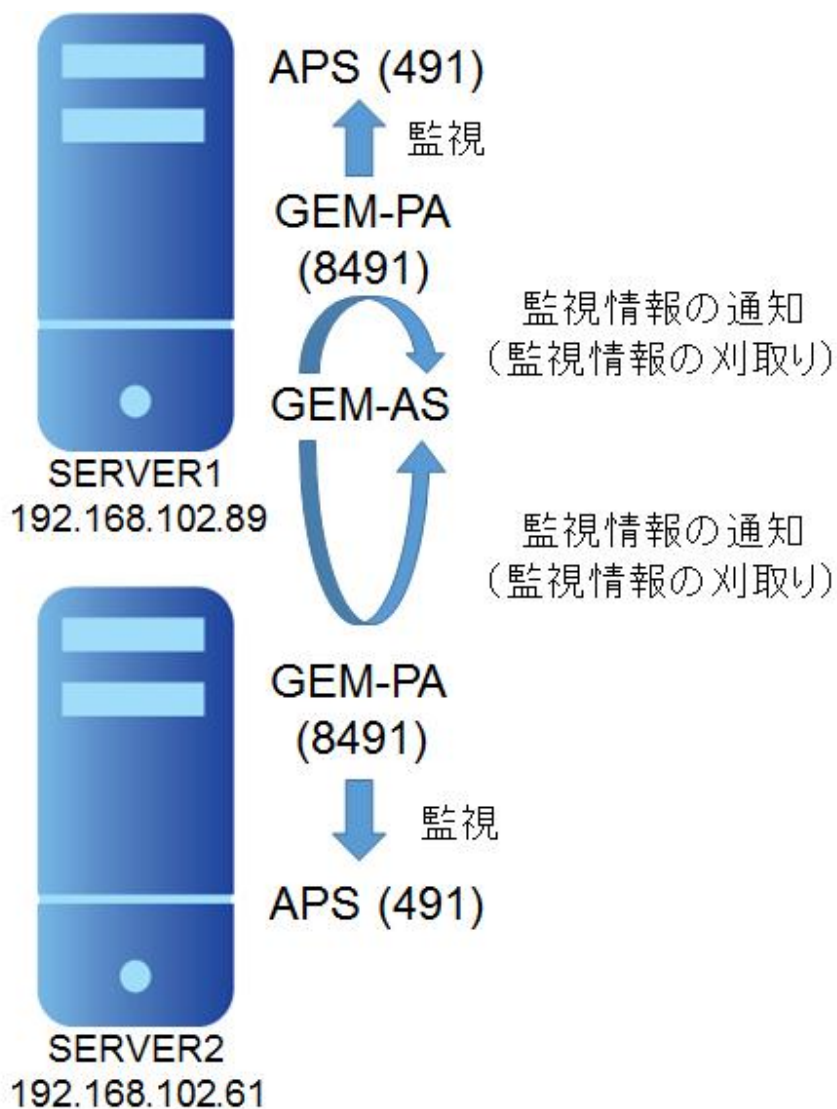 APS (491)
監視
GEM-PA
(8491)
監視情報の通知
(監視情報の刈取り)
GEM-AS
SERVER1
192.168.102.89
監視情報の通知
(監視情報の刈取り)
GEM-PA
(8491)
監視
APS (491)
SERVER2
192.168.102.61